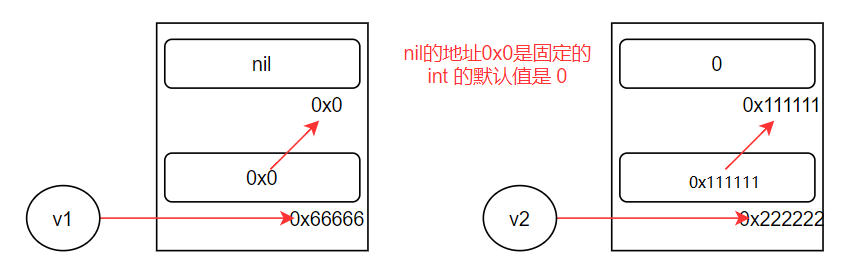 nil
0x0
0x0
v1
0x66666
nil的地址0x0是固定的
int 的默认值是 0
0
0x111111
0x111111
v2
0x222222